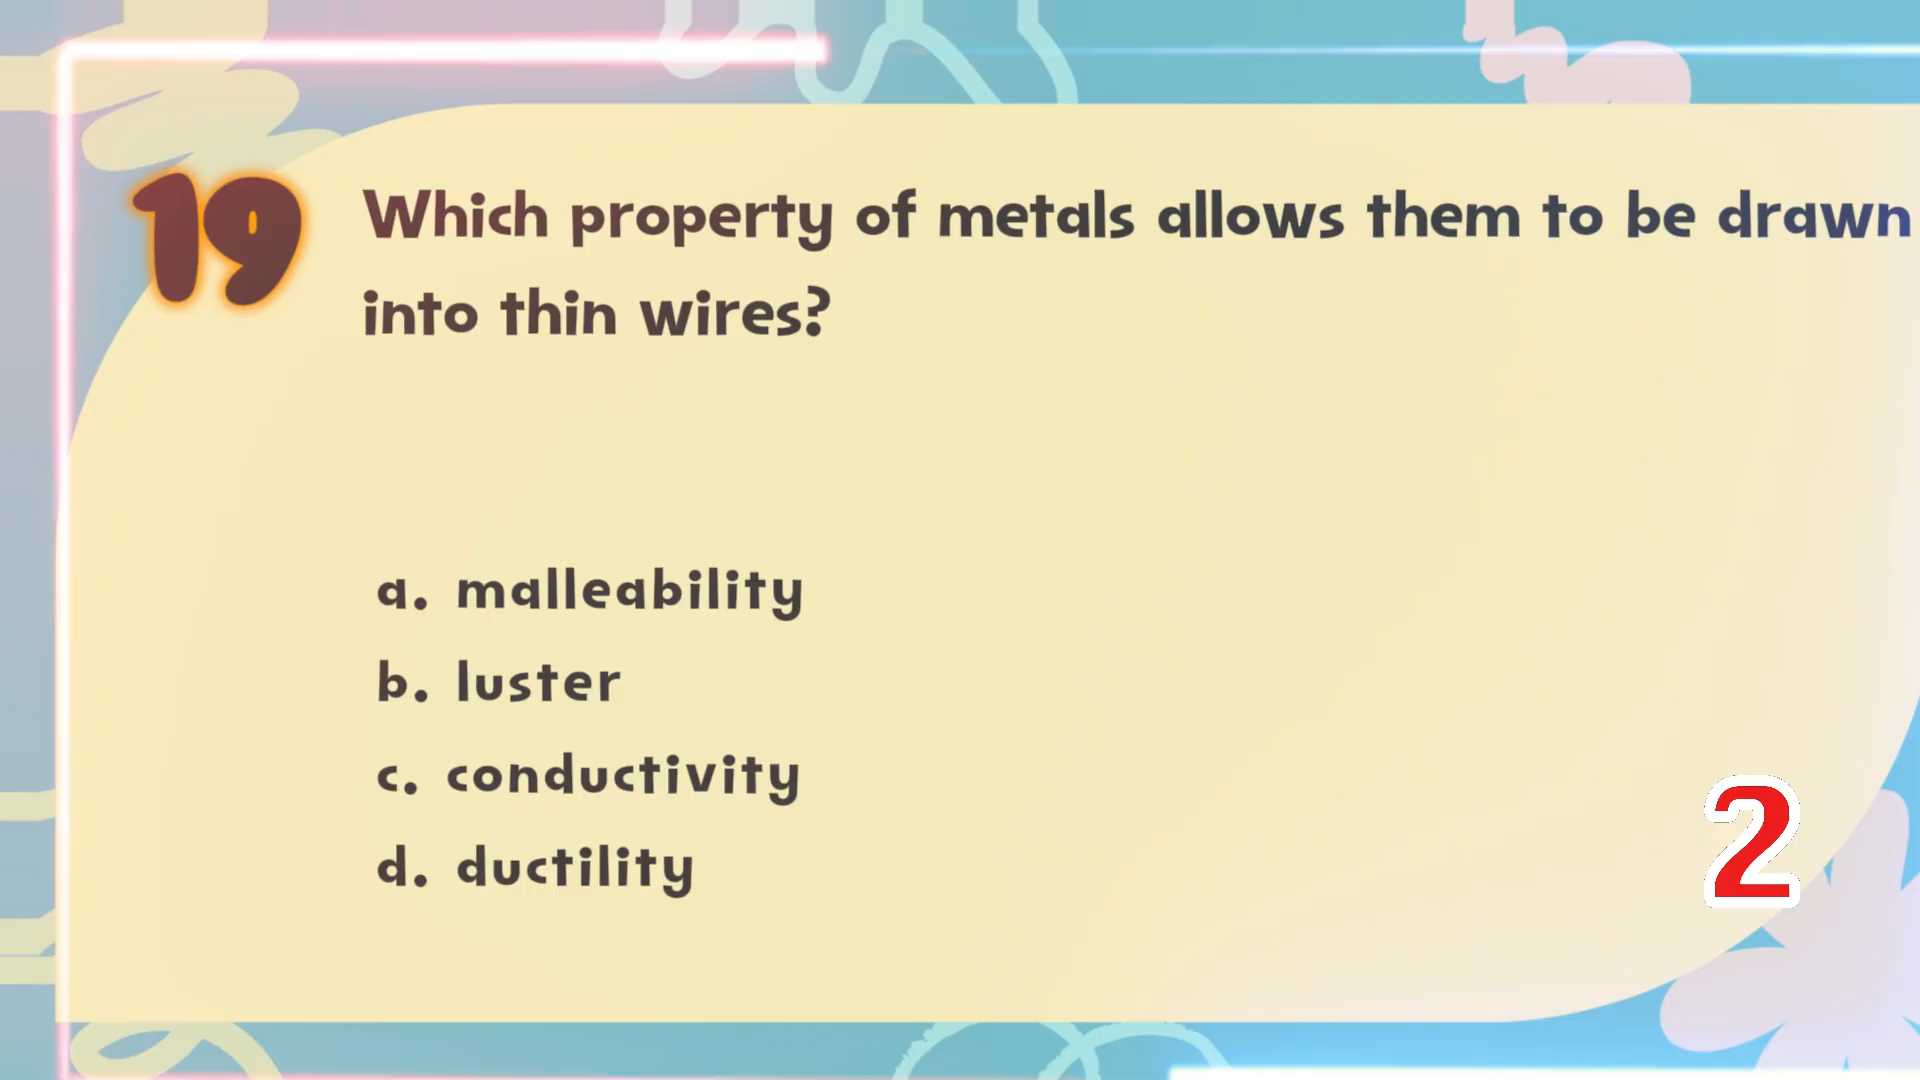 19
Which property of metals allows them to be drawn
into thin wires?
a. malleability
b. luster
c. conductivity
d. ductility
2